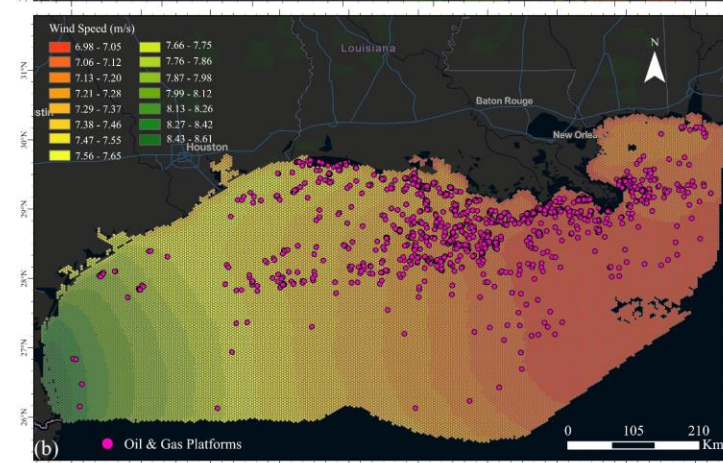 Wind Speed (m/s)
6.98 - 7.05
7.06 - 7.12
7.13 - 7.20
7.21 - 7.28
7.29 - 7.37
7.38 - 7.46
7.47 - 7.55
7.56 - 7.65
7.66 - 7.75
7.76 - 7.86
7.87 - 7.98
7.99 - 8.12
8.13 - 8.26
8.27 - 8.42
8.43 - 8.61
Louisiana
N
Baton Rouge
stin
New Orlea
Houston
31°N
30°N
29°N
28°N
27°N
26°N
(b)
Oil & Gas Platforms
0 105 210
Km